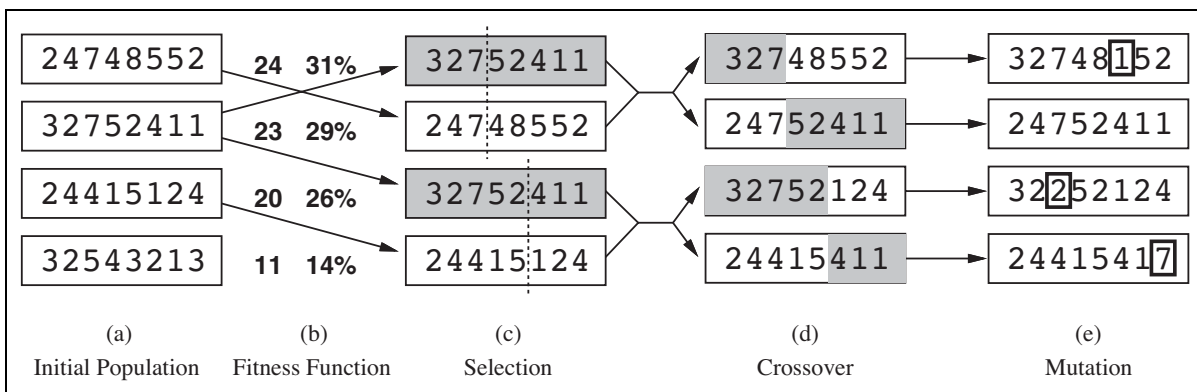 24748552 24 31% 32752411 32748552 32748152
32752411 23 29% 24748552 24752411 24752411
24415124 20 26% 32752411 32752124 32252124
32543213 11 14% 24415124 24415411 24415417
(a) (b) (c) (d) (e)
Initial Population Fitness Function Selection Crossover Mutation